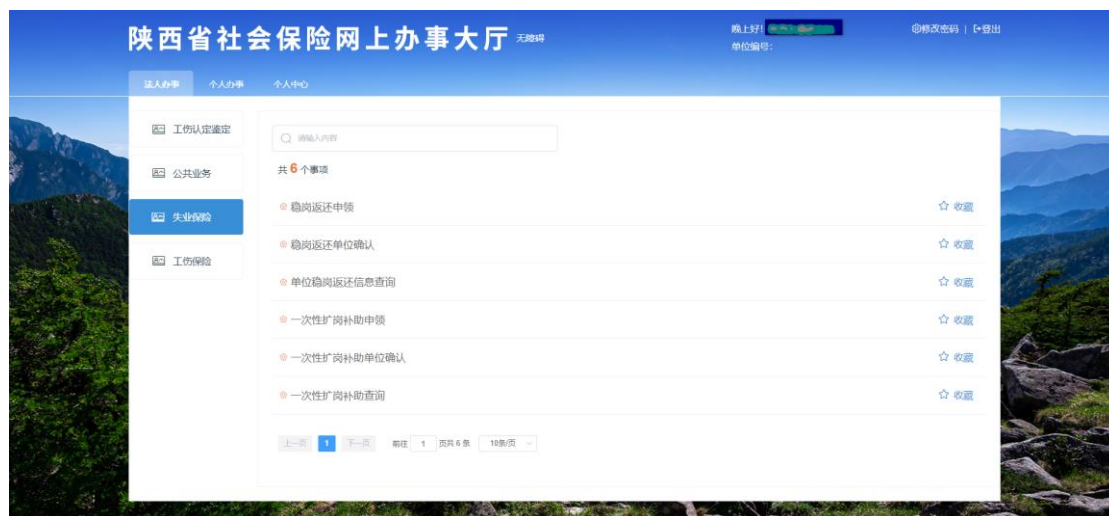 陕西省社会保险网上办事大厅 无障碍
晚上好!
修改密码 | 登出
单位编号:
法人办事 个人办事 个人中心
工伤认定鉴定
公共业务
失业保险
工伤保险
请输入内容
共 6 个事项
稳岗返还申领 收藏
稳岗返还单位确认 收藏
单位稳岗返还信息查询 收藏
一次性扩岗补助申领 收藏
一次性扩岗补助单位确认 收藏
一次性扩岗补助查询 收藏
上一页 1 下一页 前往 1 页共 6 条 10条/页